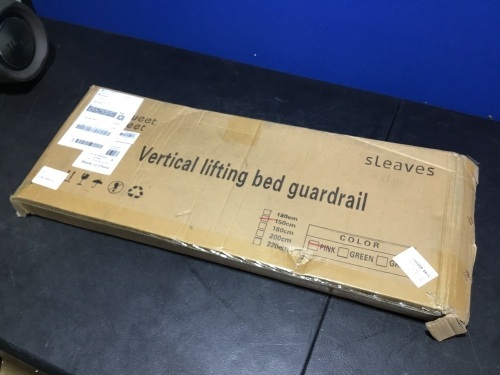 sLeaves
Vertical lifting bed guardrail
180cm
150cm
180cm
200cm
220cm
COLOR
PINK GREEN